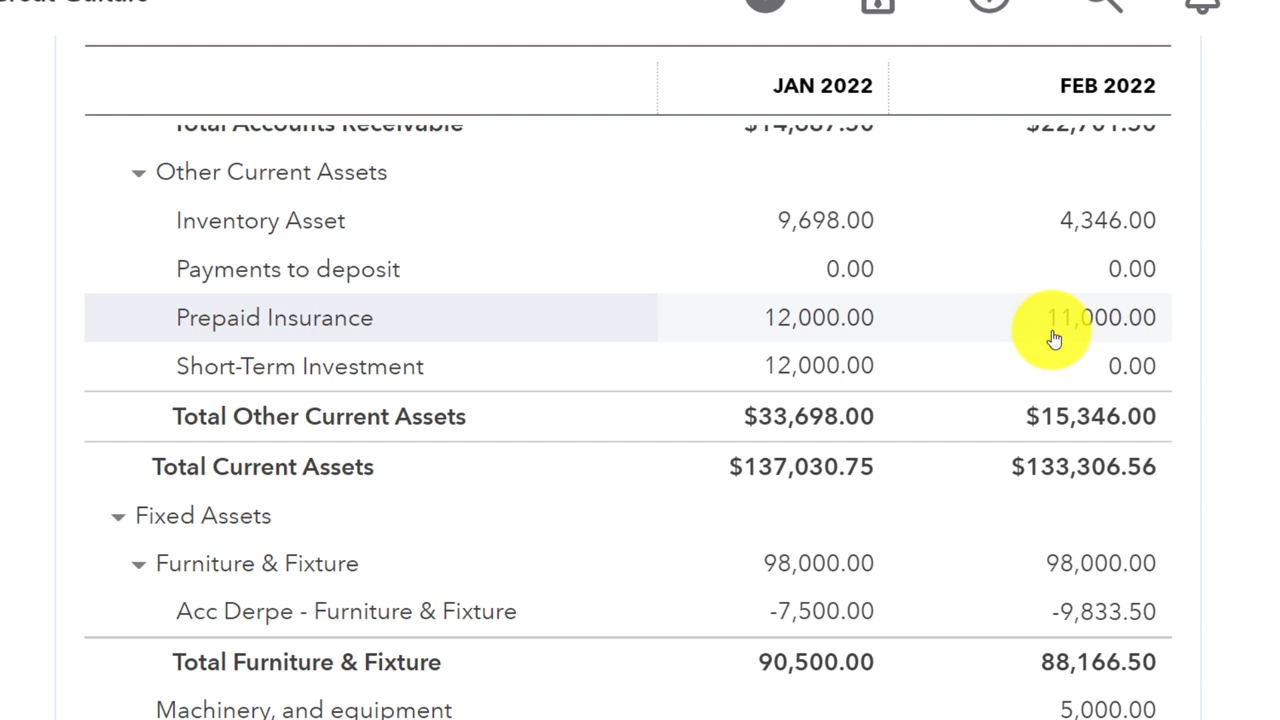 JAN 2022 FEB 2022
Total Accounts Receivable
Other Current Assets
Inventory Asset 9,698.00 4,346.00
Payments to deposit 0.00 0.00
Prepaid Insurance 12,000.00 11,000.00
Short-Term Investment 12,000.00 0.00
Total Other Current Assets $33,698.00 $15,346.00
Total Current Assets $137,030.75 $133,306.56
Fixed Assets
Furniture & Fixture 98,000.00 98,000.00
Acc Derpe - Furniture & Fixture -7,500.00 -9,833.50
Total Furniture & Fixture 90,500.00 88,166.50
Machinery, and equipment 5,000.00